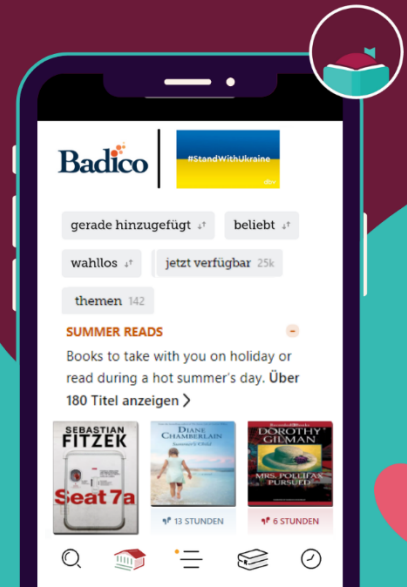 Badico
#StandWithUkraine
gerade hinzugefügt
beliebt
wahllos
jetzt verfügbar 25k
themen 142
SUMMER READS
Books to take with you on holiday or
read during a hot summer's day. Über
180 Titel anzeigen >
SEBASTIAN
FITZEK
Seat 7a
DIANE
CHAMBERLAIN
DOROTHY
GILMAN
MRS. POLLIFAX
PURSUED
13 STUNDEN
6 STUNDEN